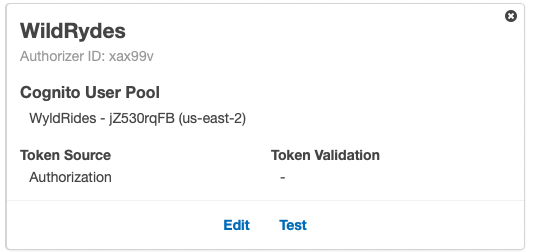 WildRydes
Authorizer ID: xax99v
Cognito User Pool
WyldRides - jZ530rqFB (us-east-2)
Token Source
Token Validation
Authorization
-
Edit
Test